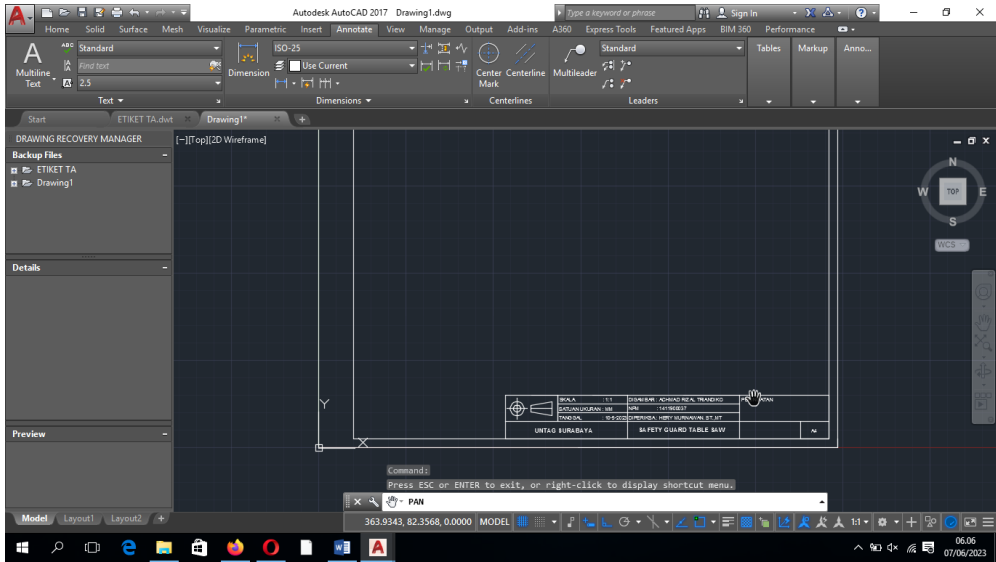 Autodesk AutoCAD 2017 Drawing1.dwg
Type a keyword or phrase
Sign In
Home Solid Surface Mesh Visualize Parametric Insert Annotate View Manage Output Add-ins A360 Express Tools Featured Apps BIM 360 Performance
Multiline
Text
ABC Standard
Find text
2.5
Dimension
ISO-25
Use Current
Center
Mark
Centerline
Multileader
Standard
Tables
Markup
Anno...
Text
Dimensions
Centerlines
Leaders
Start
ETIKET TA.dwt
Drawing1*
DRAWING RECOVERY MANAGER
Backup Files
ETIKET TA
Drawing1
Details
Preview
[−][Top][2D Wireframe]
N
W TOP E
S
WCS
Y
X
SKALA : 1:1 DIGAMBAR : ACHMAD RIZAL TRIANDIKO
SATUAN UKURAN : MM NPM : 1411900037
TANGGAL : 10-5-2023 DIPERIKSA : HERY MURNAWAN, ST.,MT
UNTAG SURABAYA SAFETY GUARD TABLE SAW A4
Command:
Press ESC or ENTER to exit, or right-click to display shortcut menu.
PAN
Model Layout1 Layout2 +
363.9343, 82.3568, 0.0000 MODEL
1:1
06.06
07/06/2023